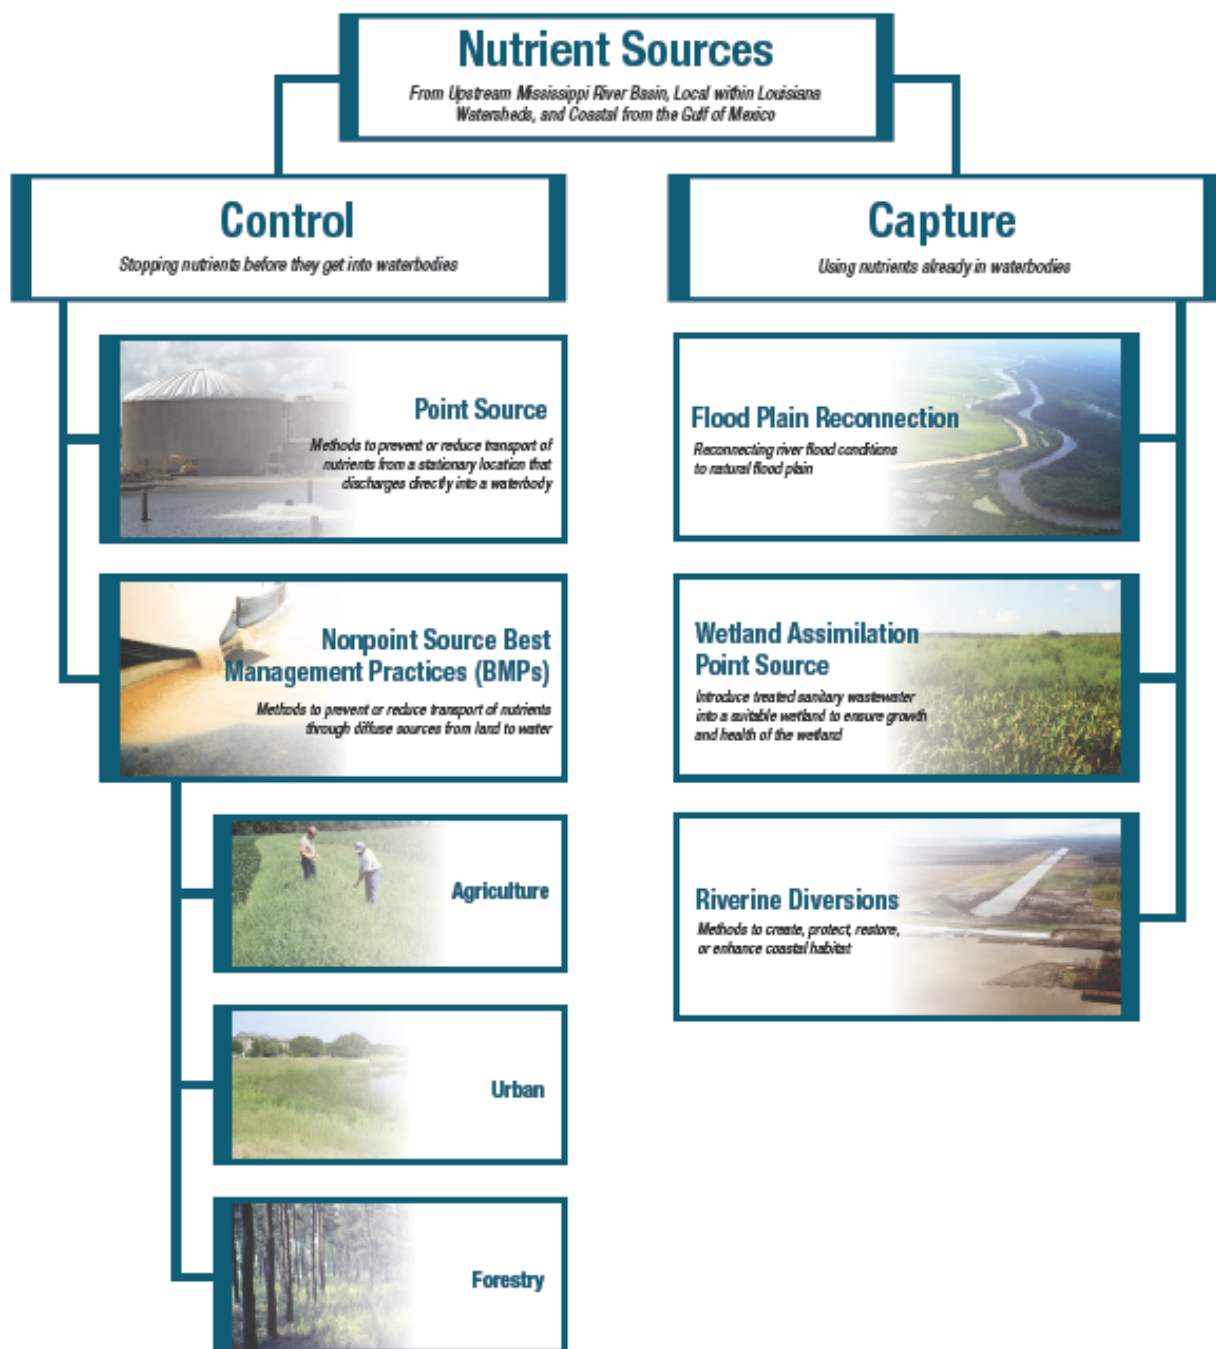 Nutrient Sources
From Upstream Mississippi River Basin, Local within Louisiana
Watersheds, and Coastal from the Gulf of Mexico
Control
Stopping nutrients before they get into waterbodies
Capture
Using nutrients already in waterbodies
Point Source
Methods to prevent or reduce transport of
nutrients from a stationary location that
discharges directly into a waterbody
Nonpoint Source Best
Management Practices (BMPs)
Methods to prevent or reduce transport of nutrients
through diffuse sources from land to water
Agriculture
Urban
Forestry
Flood Plain Reconnection
Reconnecting river flood conditions
to natural flood plain
Wetland Assimilation
Point Source
Introduce treated sanitary wastewater
into a suitable wetland to ensure growth
and health of the wetland
Riverine Diversions
Methods to create, protect, restore,
or enhance coastal habitat